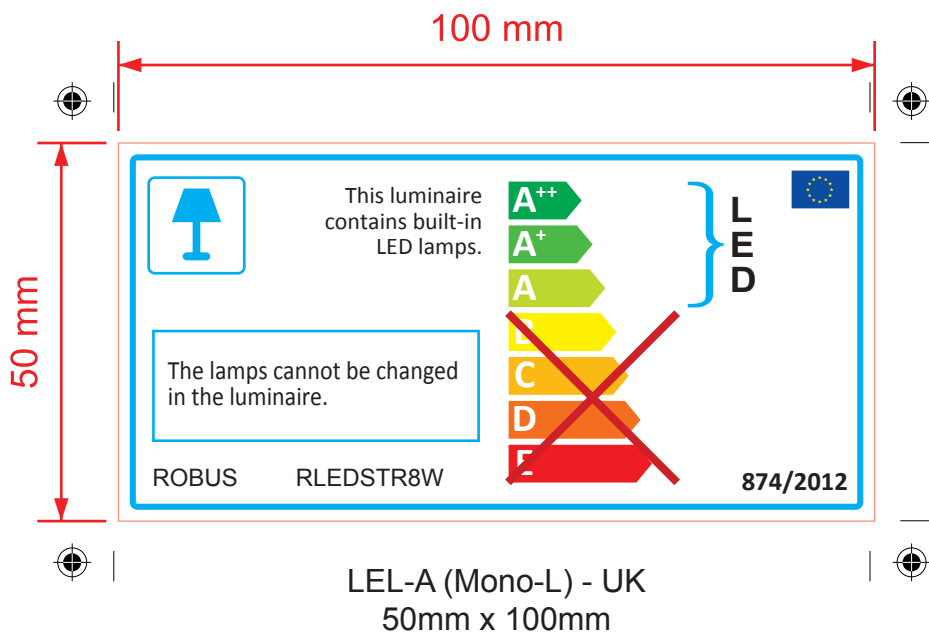 100 mm
50 mm
This luminaire
contains built-in
LED lamps.
A++
A+
A
B
C
D
E
L
E
D
The lamps cannot be changed
in the luminaire.
ROBUS RLEDSTR8W
874/2012
LEL-A (Mono-L) - UK
50mm x 100mm